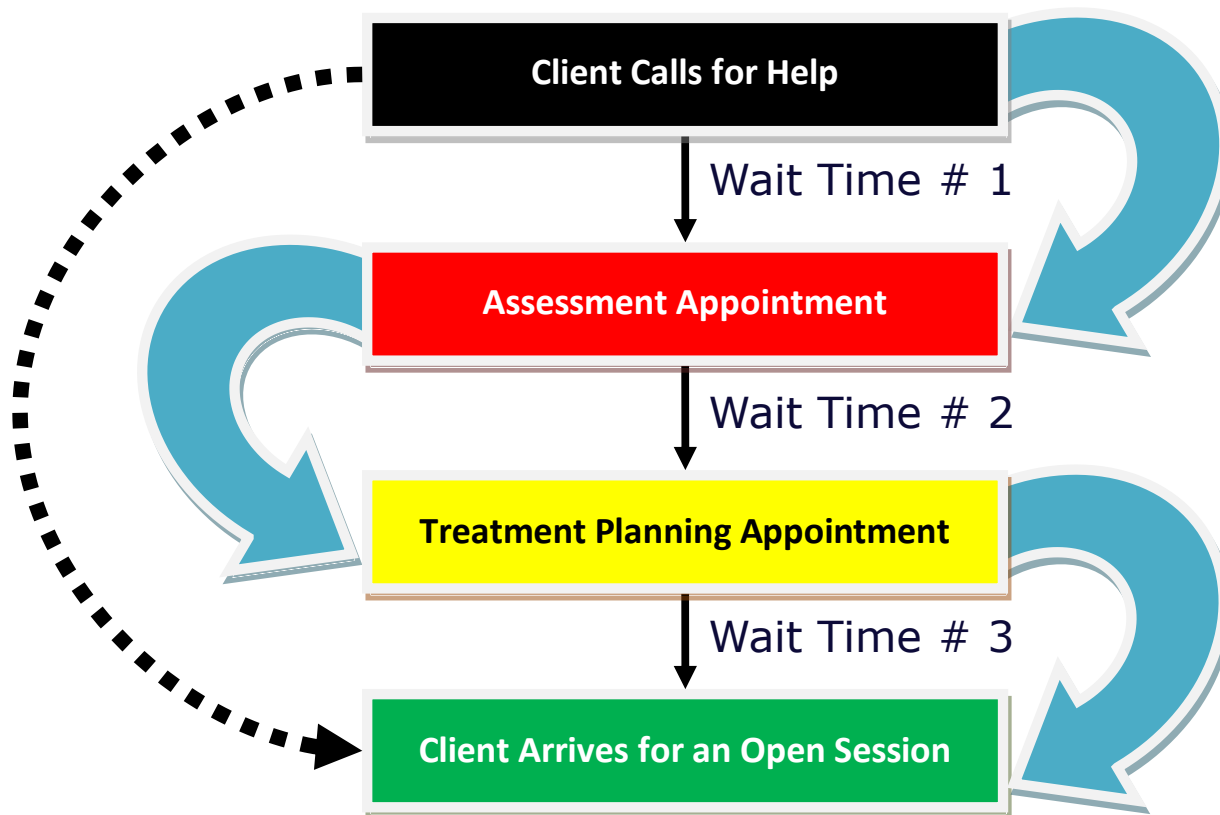 Client Calls for Help
Wait Time # 1
Assessment Appointment
Wait Time # 2
Treatment Planning Appointment
Wait Time # 3
Client Arrives for an Open Session